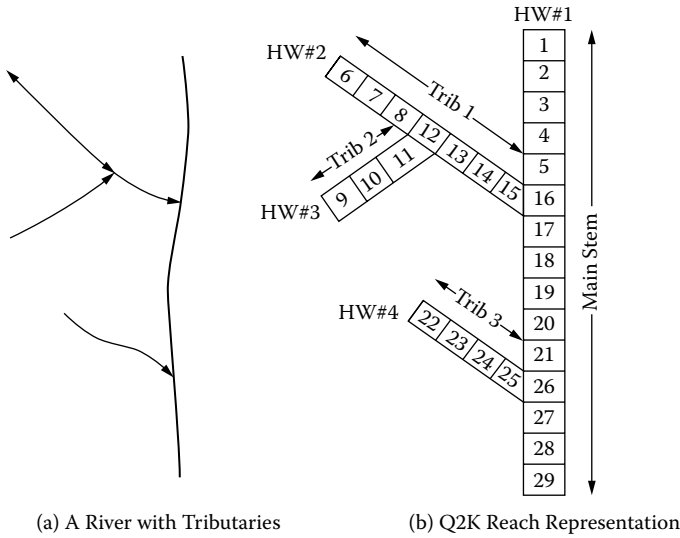 HW#1
HW#2
HW#3
HW#4
Trib 1
Trib 2
Trib 3
Main Stem
1
2
3
4
5
6
7
8
12
13
14
15
9
10
11
16
17
18
19
20
21
22
23
24
25
26
27
28
29
(a) A River with Tributaries
(b) Q2K Reach Representation